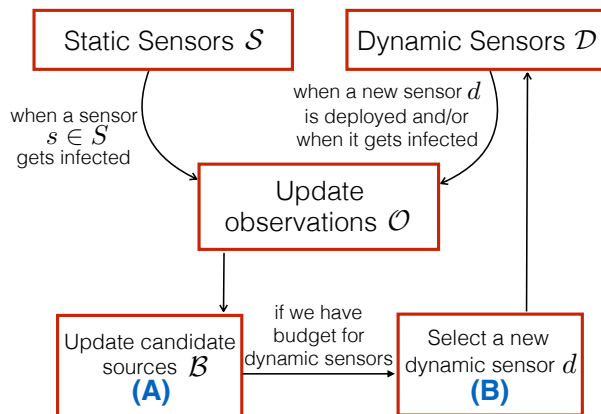 Static Sensors 𝒮
Dynamic Sensors 𝒟
when a sensor
s ∈ S
gets infected
when a new sensor d
is deployed and/or
when it gets infected
Update
observations 𝒪
Update candidate
sources ℬ
(A)
if we have
budget for
dynamic sensors
Select a new
dynamic sensor d
(B)